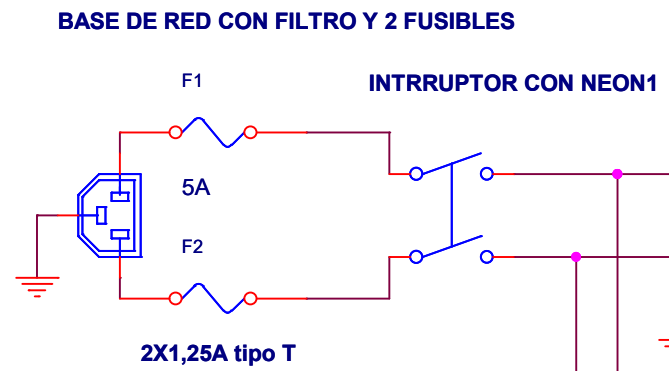 BASE DE RED CON FILTRO Y 2 FUSIBLES
F1
INTRRUPTOR CON NEON1
5A
F2
2X1,25A tipo T